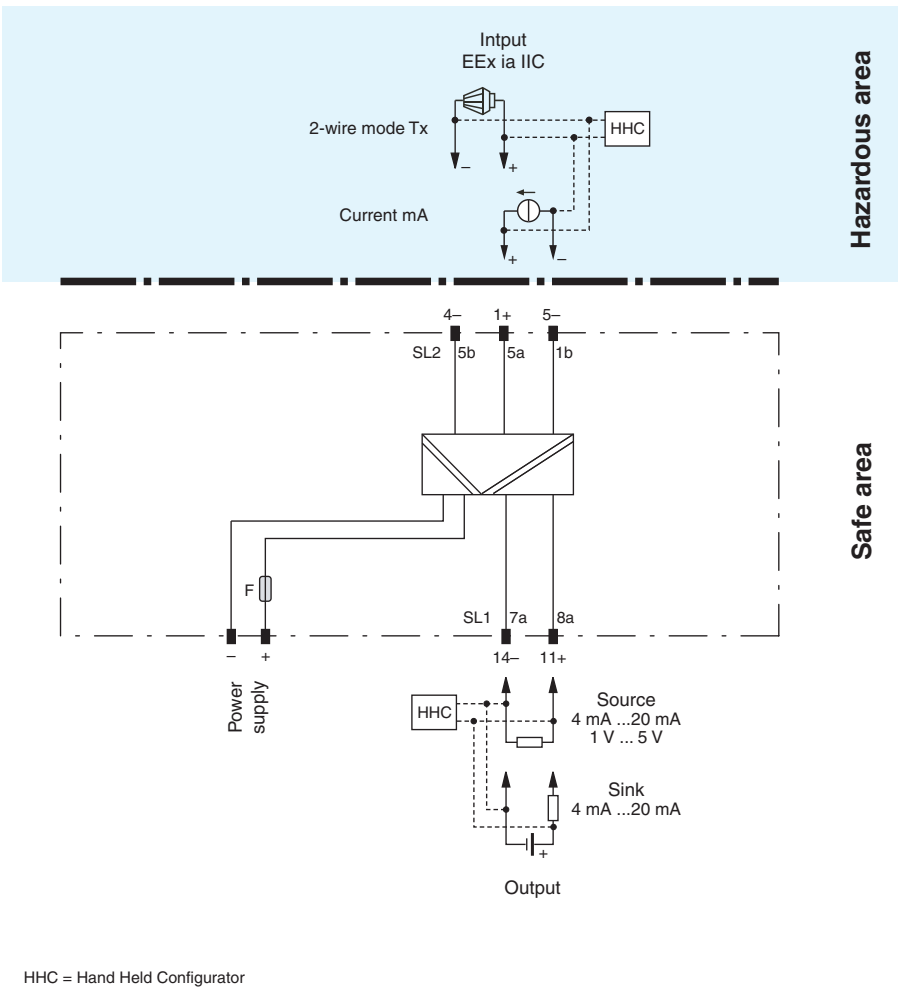 Intput
EEx ia IIC
Hazardous area
2-wire mode Tx
HHC
– +
Current mA
+ –
4– 1+ 5–
SL2 5b 5a 1b
Safe area
F
SL1 7a 8a
– + 14– 11+
Power
supply
HHC
Source
4 mA ...20 mA
1 V ... 5 V
Sink
4 mA ...20 mA
+
Output
HHC = Hand Held Configurator